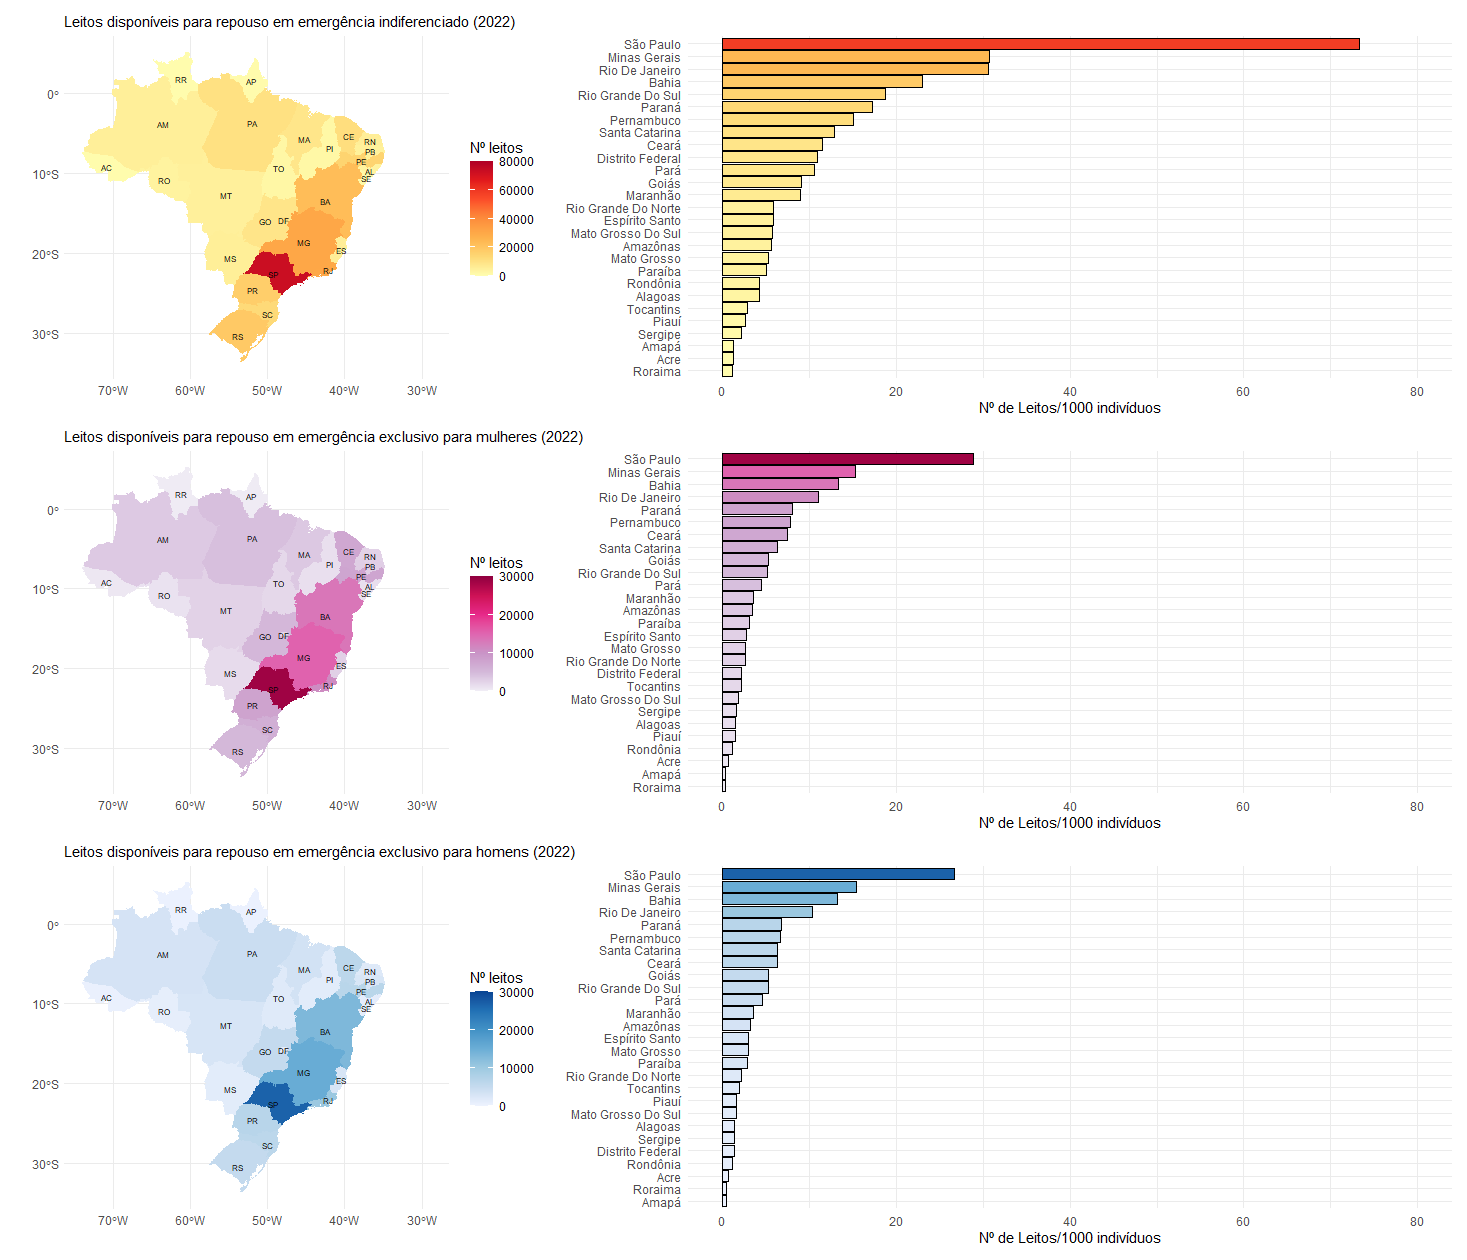 Leitos disponíveis para repouso em emergência indiferenciado (2022)
0°
10°S
20°S
30°S
70°W
60°W
50°W
40°W
30°W
RR
AP
AM
PA
MA
CE
RN
PB
PI
PE
AL
SE
AC
RO
TO
MT
BA
GO
DF
MG
ES
MS
SP
RJ
PR
SC
RS
Nº leitos
80000
60000
40000
20000
0
São Paulo
Minas Gerais
Rio De Janeiro
Bahia
Rio Grande Do Sul
Paraná
Pernambuco
Santa Catarina
Ceará
Distrito Federal
Pará
Goiás
Maranhão
Rio Grande Do Norte
Espírito Santo
Mato Grosso Do Sul
Amazônas
Mato Grosso
Paraíba
Rondônia
Alagoas
Tocantins
Piauí
Sergipe
Amapá
Acre
Roraima
0
20
40
60
80
Nº de Leitos/1000 indivíduos
Leitos disponíveis para repouso em emergência exclusivo para mulheres (2022)
0°
10°S
20°S
30°S
70°W
60°W
50°W
40°W
30°W
RR
AP
AM
PA
MA
CE
RN
PB
PI
PE
AL
SE
AC
RO
TO
MT
BA
GO
DF
MG
ES
MS
SP
RJ
PR
SC
RS
Nº leitos
30000
20000
10000
0
São Paulo
Minas Gerais
Bahia
Rio De Janeiro
Paraná
Pernambuco
Ceará
Santa Catarina
Goiás
Rio Grande Do Sul
Pará
Maranhão
Amazônas
Paraíba
Espírito Santo
Mato Grosso
Rio Grande Do Norte
Distrito Federal
Tocantins
Mato Grosso Do Sul
Sergipe
Alagoas
Piauí
Rondônia
Acre
Amapá
Roraima
0
20
40
60
80
Nº de Leitos/1000 indivíduos
Leitos disponíveis para repouso em emergência exclusivo para homens (2022)
0°
10°S
20°S
30°S
70°W
60°W
50°W
40°W
30°W
RR
AP
AM
PA
MA
CE
RN
PB
PI
PE
AL
SE
AC
RO
TO
MT
BA
GO
DF
MG
ES
MS
SP
RJ
PR
SC
RS
Nº leitos
30000
20000
10000
0
São Paulo
Minas Gerais
Bahia
Rio De Janeiro
Paraná
Pernambuco
Santa Catarina
Ceará
Goiás
Rio Grande Do Sul
Pará
Maranhão
Amazônas
Espírito Santo
Mato Grosso
Paraíba
Rio Grande Do Norte
Tocantins
Piauí
Mato Grosso Do Sul
Alagoas
Sergipe
Distrito Federal
Rondônia
Acre
Roraima
Amapá
0
20
40
60
80
Nº de Leitos/1000 indivíduos